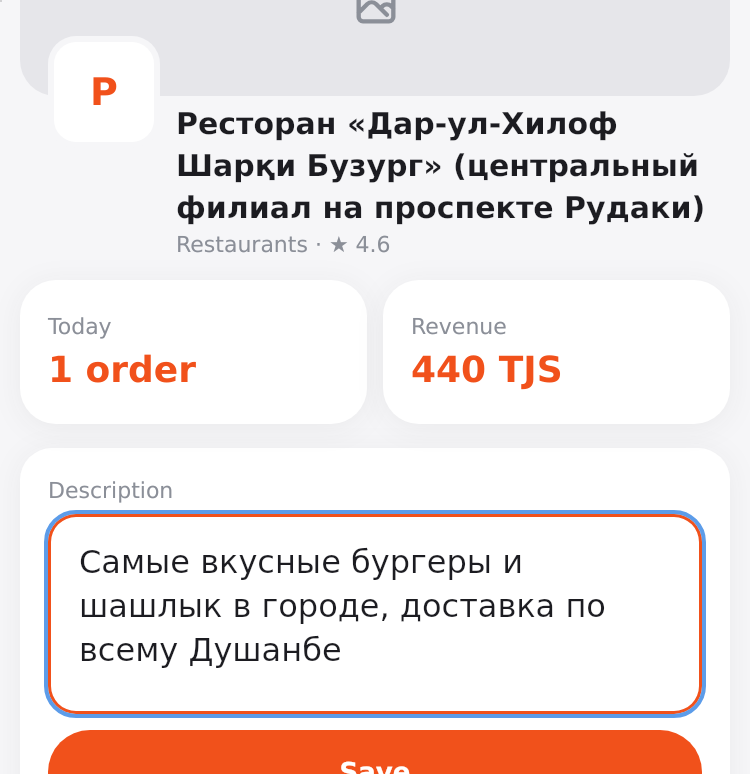 Р
Ресторан «Дар-ул-Хилоф
Шарқи Бузург» (центральный
филиал на проспекте Рудаки)
Restaurants · ★ 4.6
Today
1 order
Revenue
440 TJS
Description
Самые вкусные бургеры и
шашлык в городе, доставка по
всему Душанбе
Save